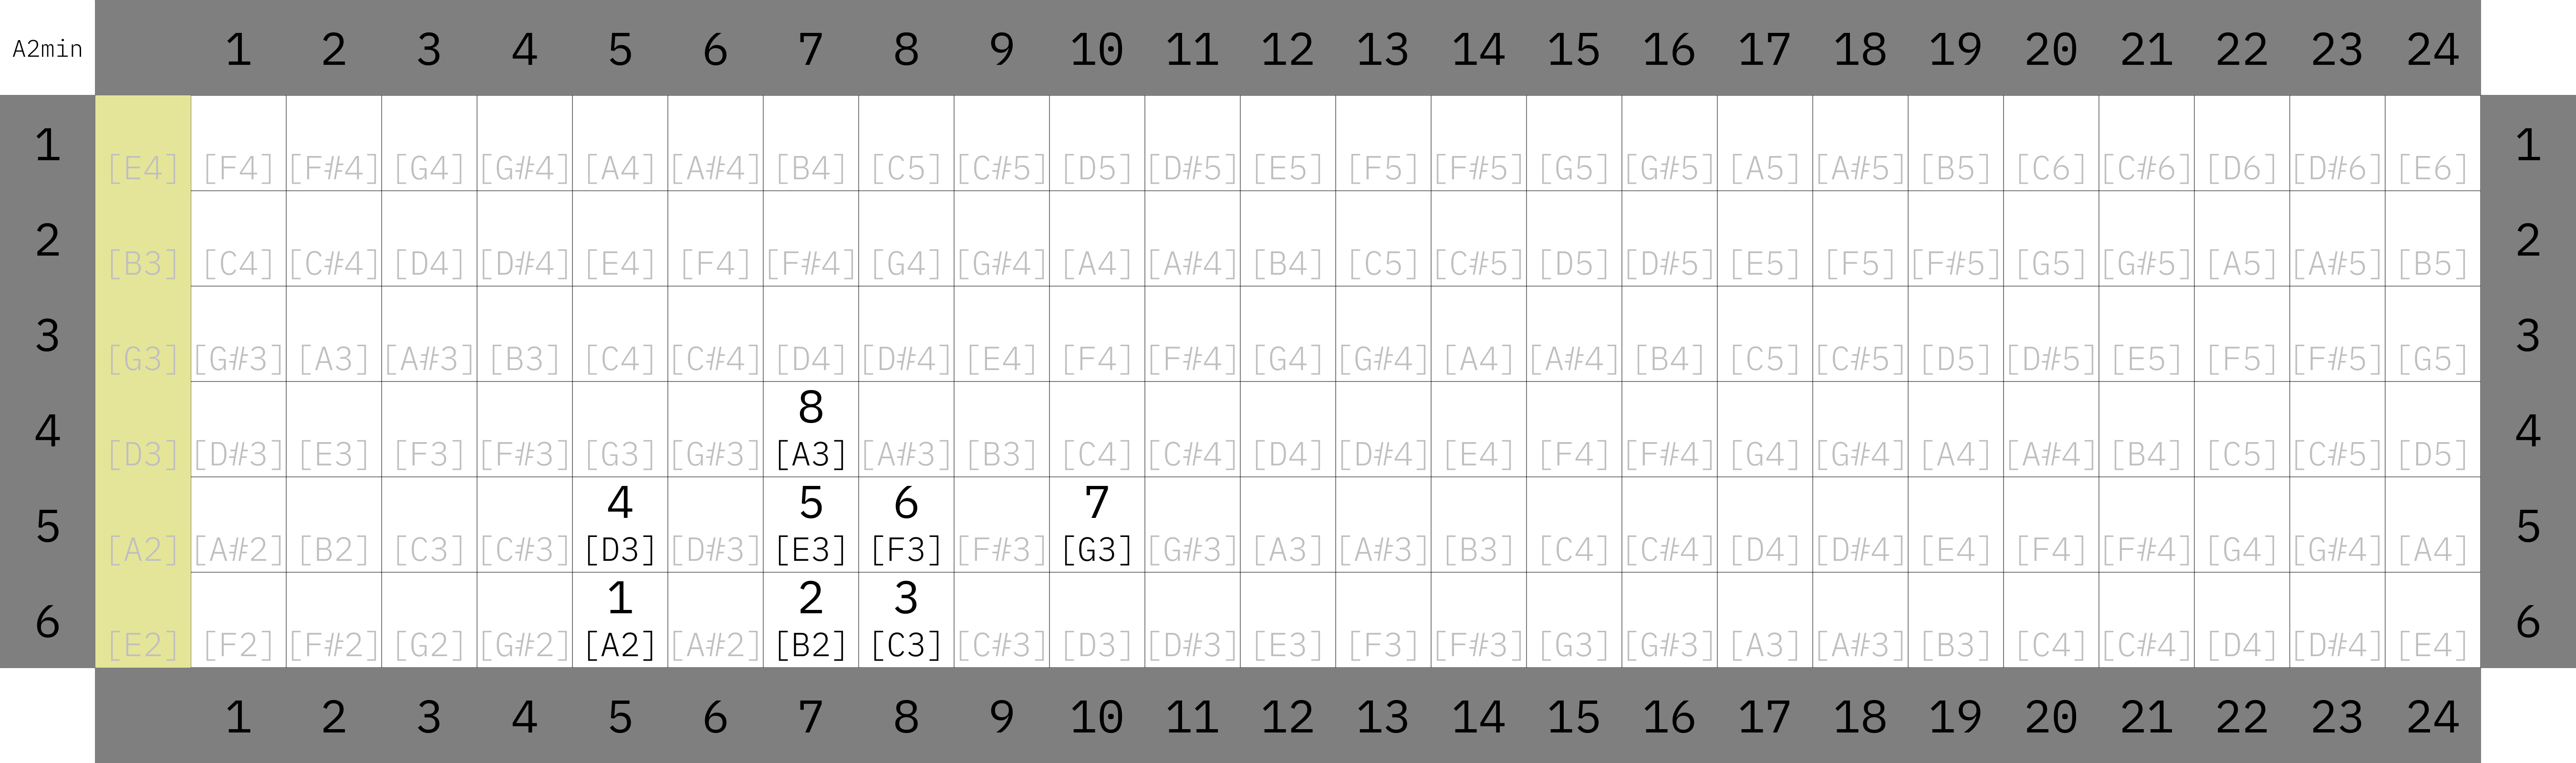 A2min 1 2 3 4 5 6 7 8 9 10 11 12 13 14 15 16 17 18 19 20 21 22 23 24
1 [E4] [F4] [F#4] [G4] [G#4] [A4] [A#4] [B4] [C5] [C#5] [D5] [D#5] [E5] [F5] [F#5] [G5] [G#5] [A5] [A#5] [B5] [C6] [C#6] [D6] [D#6] [E6] 1
2 [B3] [C4] [C#4] [D4] [D#4] [E4] [F4] [F#4] [G4] [G#4] [A4] [A#4] [B4] [C5] [C#5] [D5] [D#5] [E5] [F5] [F#5] [G5] [G#5] [A5] [A#5] [B5] 2
3 [G3] [G#3] [A3] [A#3] [B3] [C4] [C#4] [D4] [D#4] [E4] [F4] [F#4] [G4] [G#4] [A4] [A#4] [B4] [C5] [C#5] [D5] [D#5] [E5] [F5] [F#5] [G5] 3
8
4 [D3] [D#3] [E3] [F3] [F#3] [G3] [G#3] [A3] [A#3] [B3] [C4] [C#4] [D4] [D#4] [E4] [F4] [F#4] [G4] [G#4] [A4] [A#4] [B4] [C5] [C#5] [D5] 4
4 5 6 7
5 [A2] [A#2] [B2] [C3] [C#3] [D3] [D#3] [E3] [F3] [F#3] [G3] [G#3] [A3] [A#3] [B3] [C4] [C#4] [D4] [D#4] [E4] [F4] [F#4] [G4] [G#4] [A4] 5
1 2 3
6 [E2] [F2] [F#2] [G2] [G#2] [A2] [A#2] [B2] [C3] [C#3] [D3] [D#3] [E3] [F3] [F#3] [G3] [G#3] [A3] [A#3] [B3] [C4] [C#4] [D4] [D#4] [E4] 6
1 2 3 4 5 6 7 8 9 10 11 12 13 14 15 16 17 18 19 20 21 22 23 24